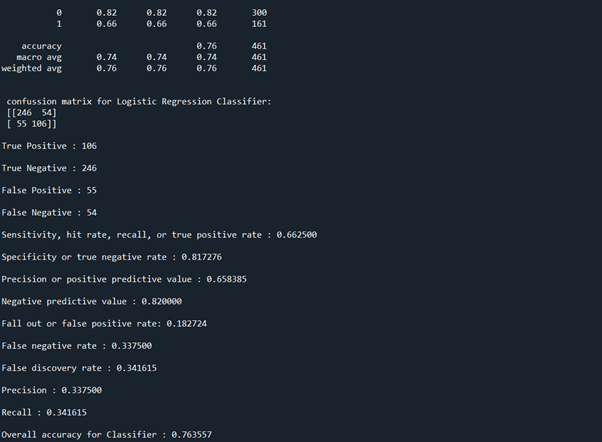 0 0.82 0.82 0.82 300
1 0.66 0.66 0.66 161
accuracy 0.76 461
macro avg 0.74 0.74 0.74 461
weighted avg 0.76 0.76 0.76 461
confussion matrix for Logistic Regression Classifier:
[[246 54]
[ 55 106]]
True Positive : 106
True Negative : 246
False Positive : 55
False Negative : 54
Sensitivity, hit rate, recall, or true positive rate : 0.662500
Specificity or true negative rate : 0.817276
Precision or positive predictive value : 0.658385
Negative predictive value : 0.820000
Fall out or false positive rate: 0.182724
False negative rate : 0.337500
False discovery rate : 0.341615
Precision : 0.337500
Recall : 0.341615
Overall accuracy for Classifier : 0.763557